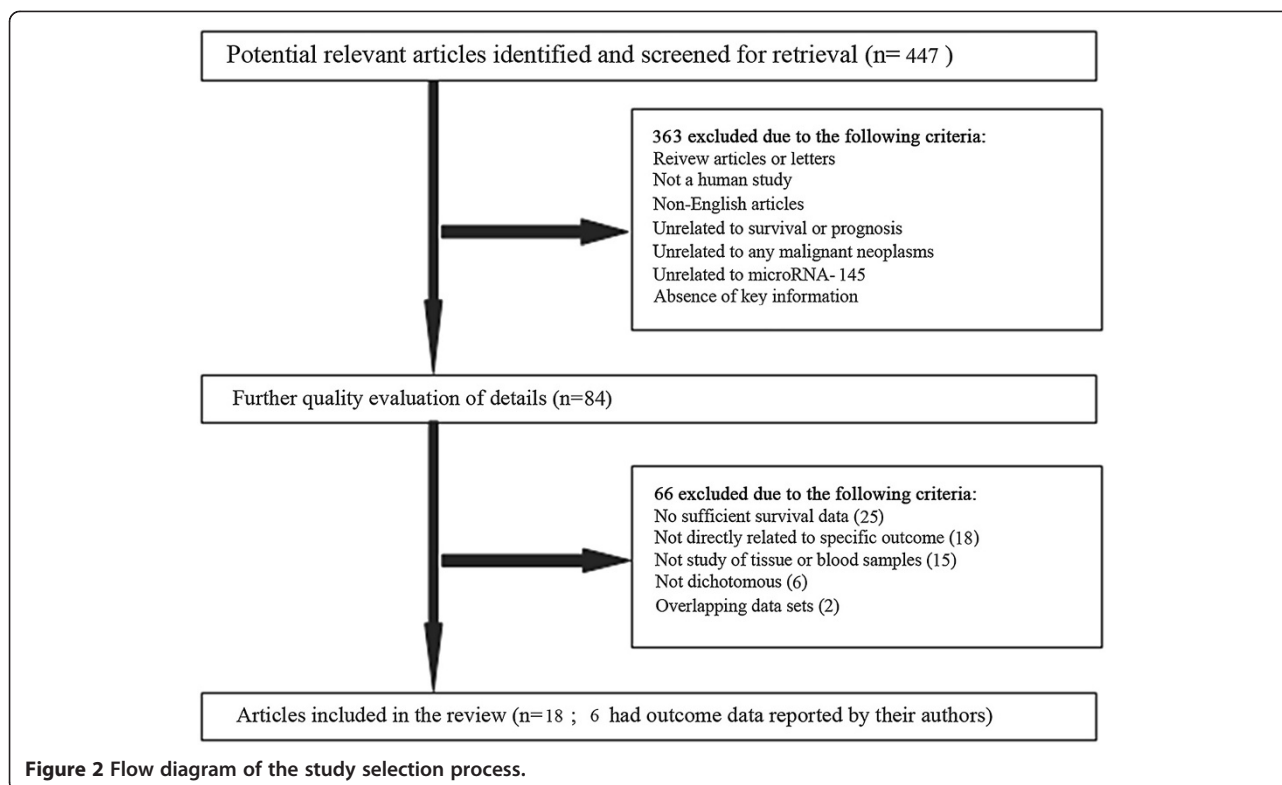 Potential relevant articles identified and screened for retrieval (n= 447 )
363 excluded due to the following criteria:
Reivew articles or letters
Not a human study
Non-English articles
Unrelated to survival or prognosis
Unrelated to any malignant neoplasms
Unrelated to microRNA- 145
Absence of key information
Further quality evaluation of details (n=84)
66 excluded due to the following criteria:
No sufficient survival data (25)
Not directly related to specific outcome (18)
Not study of tissue or blood samples (15)
Not dichotomous (6)
Overlapping data sets (2)
Articles included in the review (n=18 ; 6 had outcome data reported by their authors)
Figure 2 Flow diagram of the study selection process.